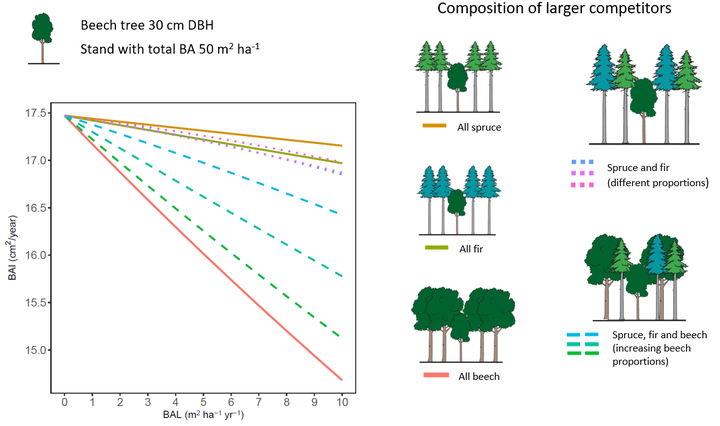 Composition of larger competitors
Beech tree 30 cm DBH
Stand with total BA 50 m² ha⁻¹
17.5
17.0
16.5
16.0
15.5
15.0
BAI (cm²/year)
0 1 2 3 4 5 6 7 8 9 10
BAL (m² ha⁻¹ yr⁻¹)
All spruce
All fir
All beech
Spruce and fir
(different proportions)
Spruce, fir and beech
(increasing beech
proportions)